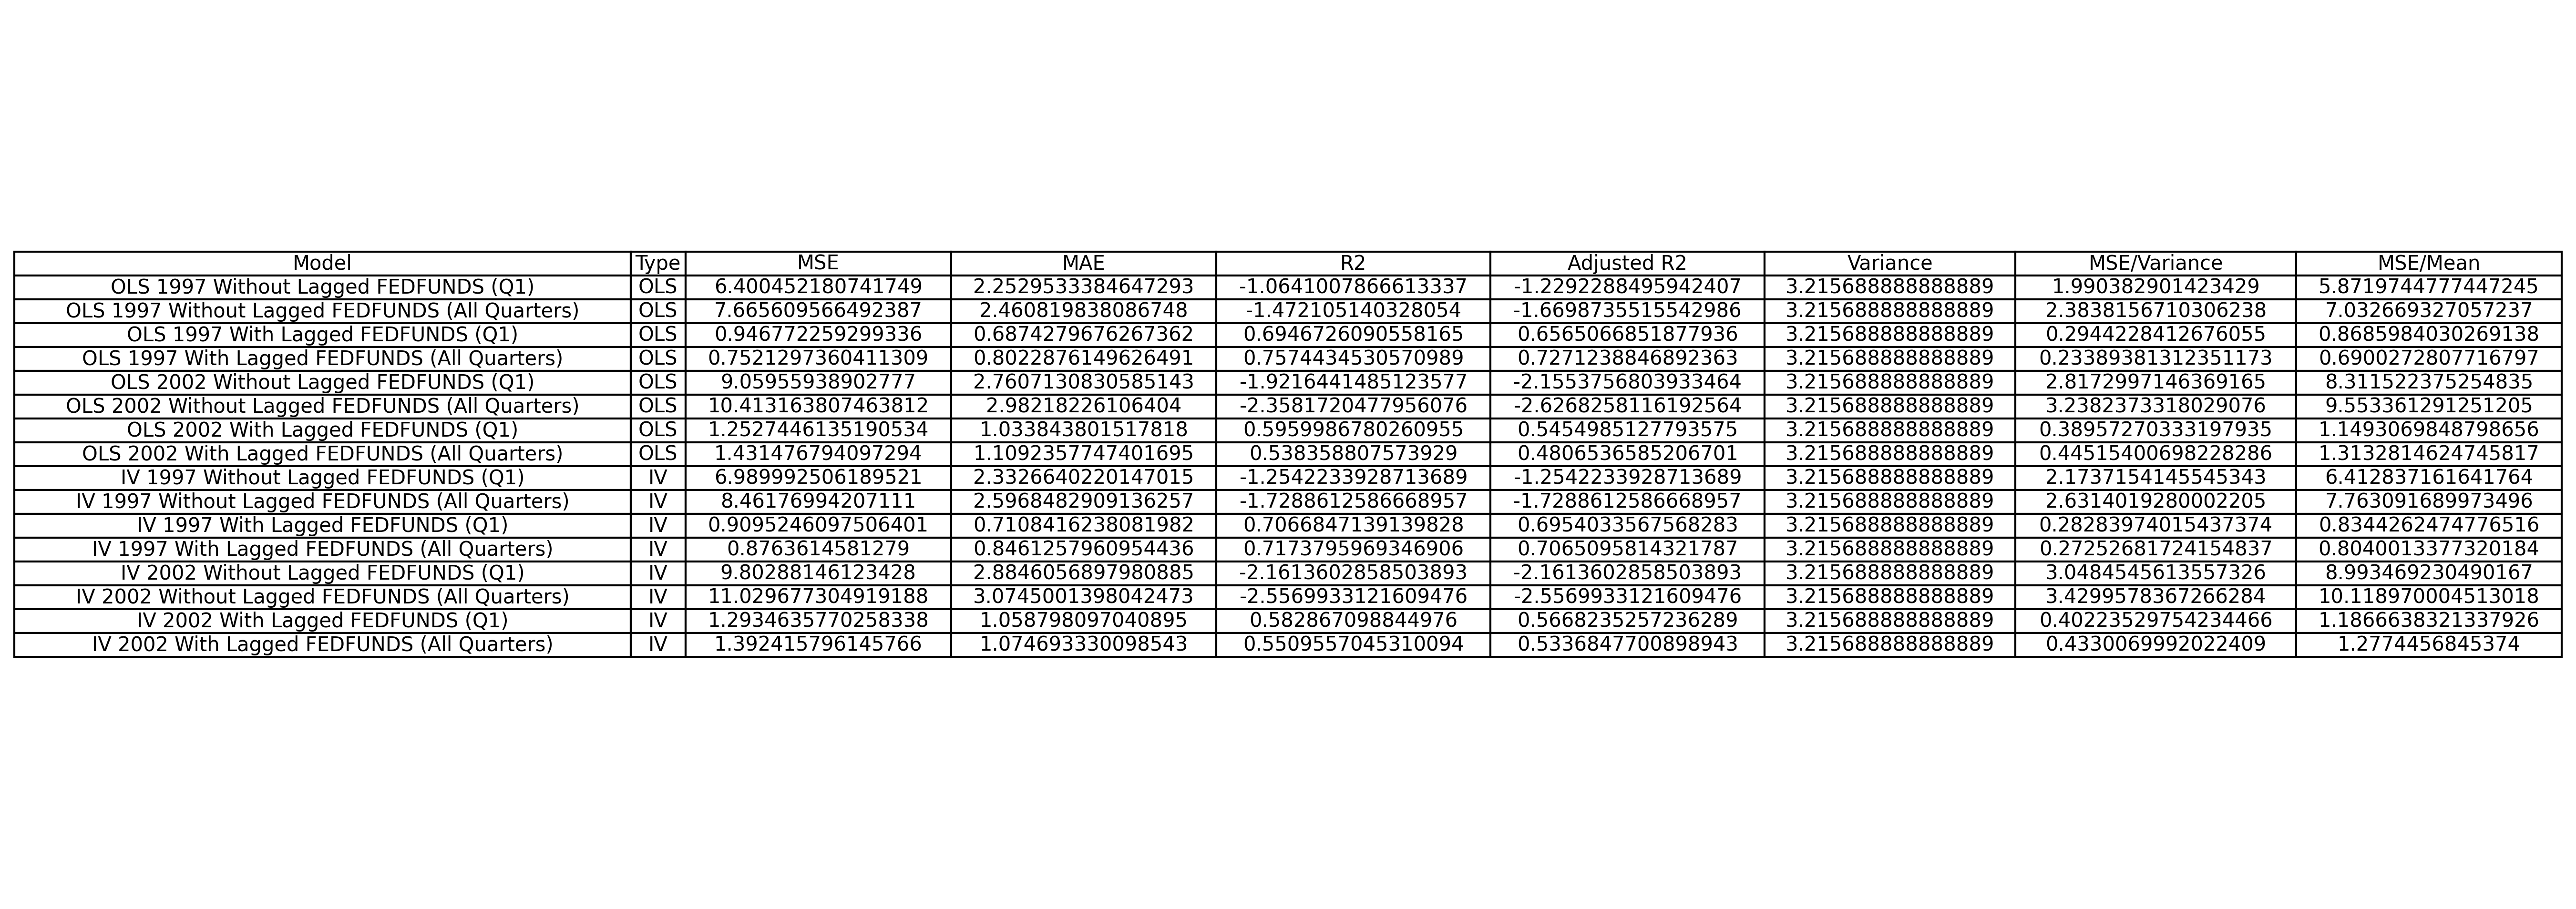 Model Type MSE MAE R2 Adjusted R2 Variance MSE/Variance MSE/Mean
OLS 1997 Without Lagged FEDFUNDS (Q1) OLS 6.400452180741749 2.2529533384647293 -1.0641007866613337 -1.2292288495942407 3.215688888888889 1.990382901423429 5.8719744777447245
OLS 1997 Without Lagged FEDFUNDS (All Quarters) OLS 7.665609566492387 2.460819838086748 -1.472105140328054 -1.6698735515542986 3.215688888888889 2.3838156710306238 7.032669327057237
OLS 1997 With Lagged FEDFUNDS (Q1) OLS 0.946772259299336 0.6874279676267362 0.6946726090558165 0.6565066851877936 3.215688888888889 0.2944228412676055 0.8685984030269138
OLS 1997 With Lagged FEDFUNDS (All Quarters) OLS 0.7521297360411309 0.8022876149626491 0.7574434530570989 0.7271238846892363 3.215688888888889 0.23389381312351173 0.69002728077167​97
OLS 2002 Without Lagged FEDFUNDS (Q1) OLS 9.05955938902777 2.7607130830585143 -1.9216441485123577 -2.1553756803933464 3.215688888888889 2.8172997146369165 8.311522375254835
OLS 2002 Without Lagged FEDFUNDS (All Quarters) OLS 10.413163807463812 2.98218226106404 -2.3581720477956076 -2.6268258116192564 3.215688888888889 3.2382373318029076 9.553361291251205
OLS 2002 With Lagged FEDFUNDS (Q1) OLS 1.2527446135190534 1.033843801517818 0.5959986780260955 0.5454985127793575 3.215688888888889 0.38957270333197935 1.1493069848798656
OLS 2002 With Lagged FEDFUNDS (All Quarters) OLS 1.431476794097294 1.1092357747401695 0.538358807573929 0.4806536585206701 3.215688888888889 0.44515400698228286 1.3132814624745817
IV 1997 Without Lagged FEDFUNDS (Q1) IV 6.989992506189521 2.3326640220147015 -1.2542233928713689 -1.2542233928713689 3.215688888888889 2.1737154145545343 6.412837161641764
IV 1997 Without Lagged FEDFUNDS (All Quarters) IV 8.46176994207111 2.5968482909136257 -1.7288612586668957 -1.7288612586668957 3.215688888888889 2.6314019280002205 7.763091689973496
IV 1997 With Lagged FEDFUNDS (Q1) IV 0.9095246097506401 0.7108416238081982 0.7066847139139828 0.6954033567568283 3.215688888888889 0.28283974015437374 0.8344262474776516
IV 1997 With Lagged FEDFUNDS (All Quarters) IV 0.8763614581279 0.8461257960954436 0.7173795969346906 0.7065095814321787 3.215688888888889 0.27252681724154837 0.8040013377320184
IV 2002 Without Lagged FEDFUNDS (Q1) IV 9.80288146123428 2.8846056897980885 -2.1613602858503893 -2.1613602858503893 3.215688888888889 3.0484545613557326 8.993469230490167
IV 2002 Without Lagged FEDFUNDS (All Quarters) IV 11.029677304919188 3.0745001398042473 -2.5569933121609476 -2.5569933121609476 3.215688888888889 3.4299578367266284 10.118970004513018
IV 2002 With Lagged FEDFUNDS (Q1) IV 1.2934635770258338 1.058798097040895 0.582867098844976 0.5668235257236289 3.215688888888889 0.40223529754234466 1.1866638321337926
IV 2002 With Lagged FEDFUNDS (All Quarters) IV 1.392415796145766 1.074693330098543 0.5509557045310094 0.5336847700898943 3.215688888888889 0.4330069992022409 1.2774456845374